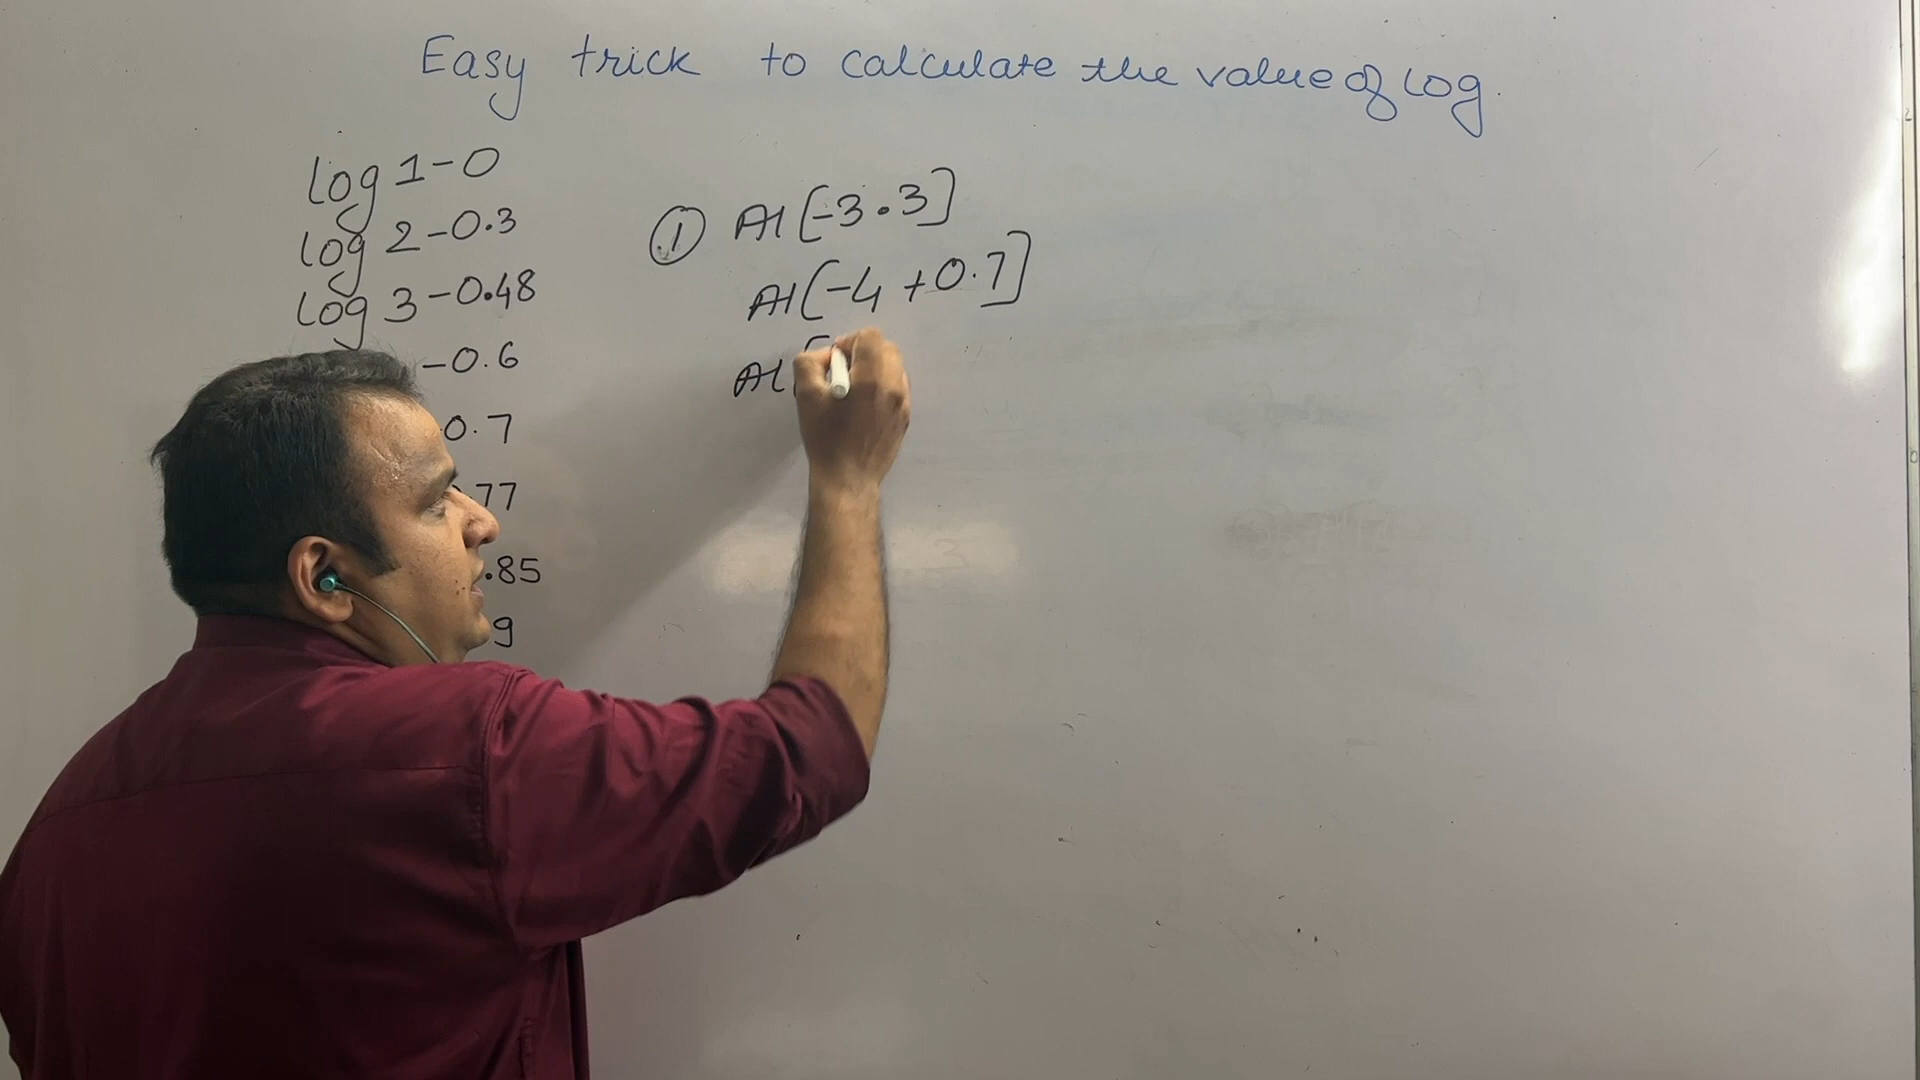 Easy trick to calculate the value of log
log 1-0
log 2-0.3
log 3-0.48
-0.6
0.7
77
.85
9
① Al[-3.3]
Al[-4+0.7]
Al[